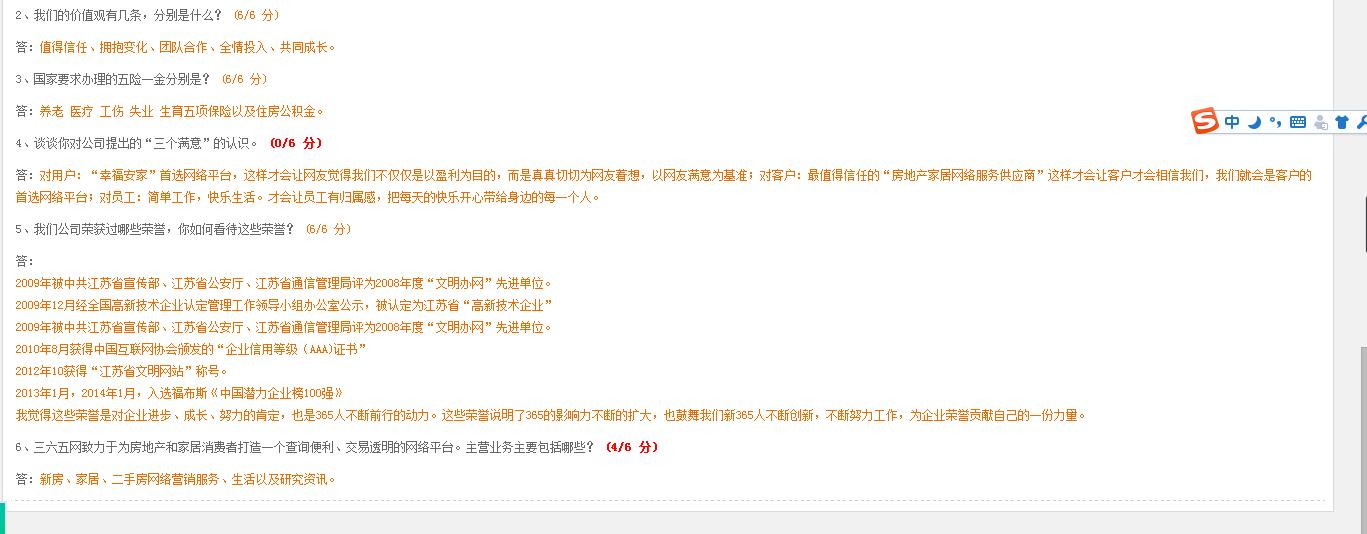 2、我们的价值观有几条，分别是什么？（6/6 分）
答：值得信任、拥抱变化、团队合作、全情投入、共同成长。
3、国家要求办理的五险一金分别是？（6/6 分）
答：养老 医疗 工伤 失业 生育五项保险以及住房公积金。
4、谈谈你对公司提出的“三个满意”的认识。（0/6 分）
答：对用户：“幸福安家”首选网络平台，这样才会让网友觉得我们不仅仅是以盈利为目的，而是真真切切为网友着想，以网友满意为基准；对客户：最值得信任的“房地产家居网络服务供应商”这样才会让客户才会相信我们，我们就会是客户的
首选网络平台；对员工：简单工作，快乐生活。才会让员工有归属感，把每天的快乐开心带给身边的每一个人。
5、我们公司荣获过哪些荣誉，你如何看待这些荣誉？（6/6 分）
答：
2009年被中共江苏省宣传部、江苏省公安厅、江苏省通信管理局评为2008年度“文明办网”先进单位。
2009年12月经全国高新技术企业认定管理工作领导小组办公室公示，被认定为江苏省“高新技术企业”
2009年被中共江苏省宣传部、江苏省公安厅、江苏省通信管理局评为2008年度“文明办网”先进单位。
2010年8月获得中国互联网协会颁发的“企业信用等级（AAA)证书”
2012年10获得“江苏省文明网站”称号。
2013年1月，2014年1月，入选福布斯《中国潜力企业榜100强》
我觉得这些荣誉是对企业进步、成长、努力的肯定，也是365人不断前行的动力。这些荣誉说明了365的影响力不断的扩大，也鼓舞我们新365人不断创新，不断努力工作，为企业荣誉贡献自己的一份力量。
6、三六五网致力于为房地产和家居消费者打造一个查询便利、交易透明的网络平台。主营业务主要包括哪些？（4/6 分）
答：新房、家居、二手房网络营销服务、生活以及研究资讯。
S 中